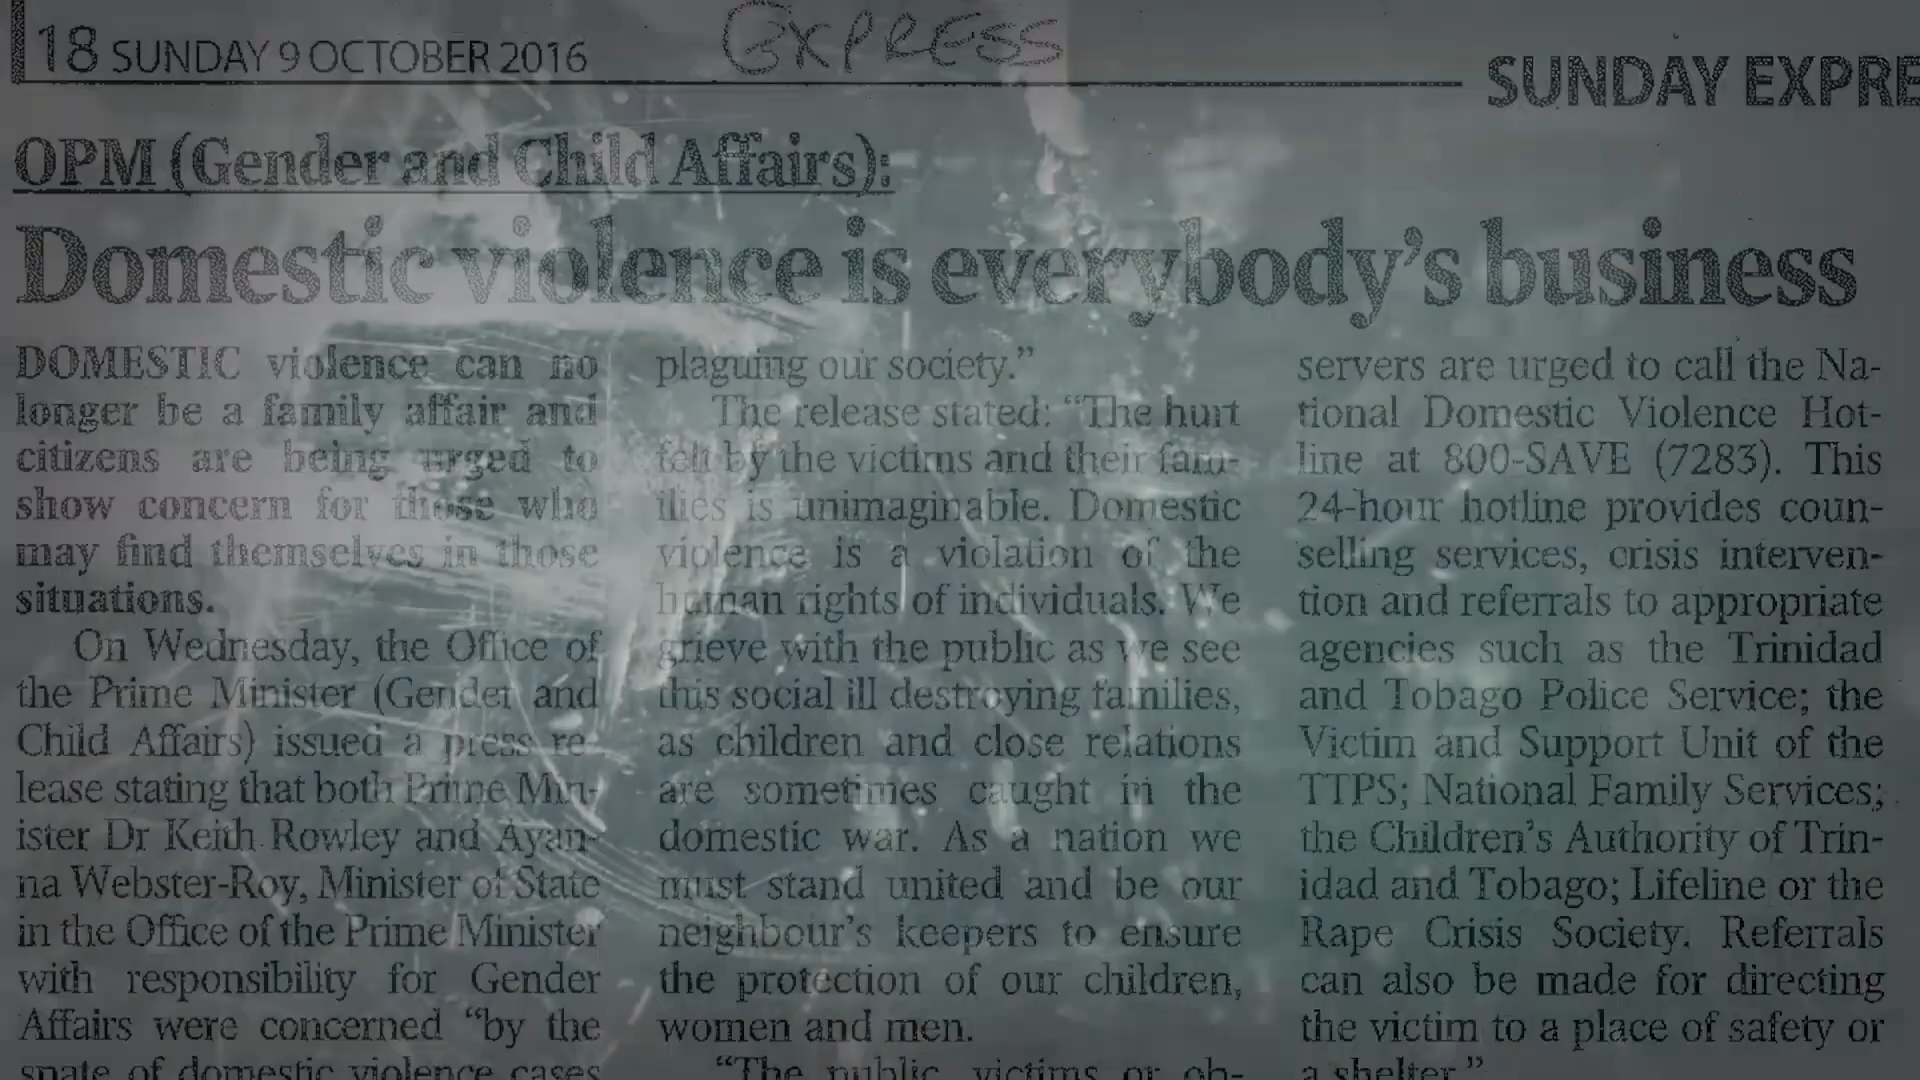 18 SUNDAY 9 OCTOBER 2016
EXPRESS
SUNDAY EXPRE
OPM (Gender and Child Affairs):
Domestic violence is everybody's business
DOMESTIC violence can no
longer be a family affair and
citizens are being urged to
show concern for those who
may find themselves in those
situations.
On Wednesday, the Office of
the Prime Minister (Gender and
Child Affairs) issued a press re-
lease stating that both Prime Min-
ister Dr Keith Rowley and Ayan-
na Webster-Roy, Minister of State
in the Office of the Prime Minister
with responsibility for Gender
Affairs were concerned “by the
spate of domestic violence cases
plaguing our society.”
The release stated: “The hurt
felt by the victims and their fam-
ilies is unimaginable. Domestic
violence is a violation of the
human rights of individuals. We
grieve with the public as we see
this social ill destroying families,
as children and close relations
are sometimes caught in the
domestic war. As a nation we
must stand united and be our
neighbour's keepers to ensure
the protection of our children,
women and men.
“The public, victims or ob-
servers are urged to call the Na-
tional Domestic Violence Hot-
line at 800-SAVE (7283). This
24-hour hotline provides coun-
selling services, crisis interven-
tion and referrals to appropriate
agencies such as the Trinidad
and Tobago Police Service; the
Victim and Support Unit of the
TTPS; National Family Services;
the Children's Authority of Trin-
idad and Tobago; Lifeline or the
Rape Crisis Society. Referrals
can also be made for directing
the victim to a place of safety or
a shelter.”